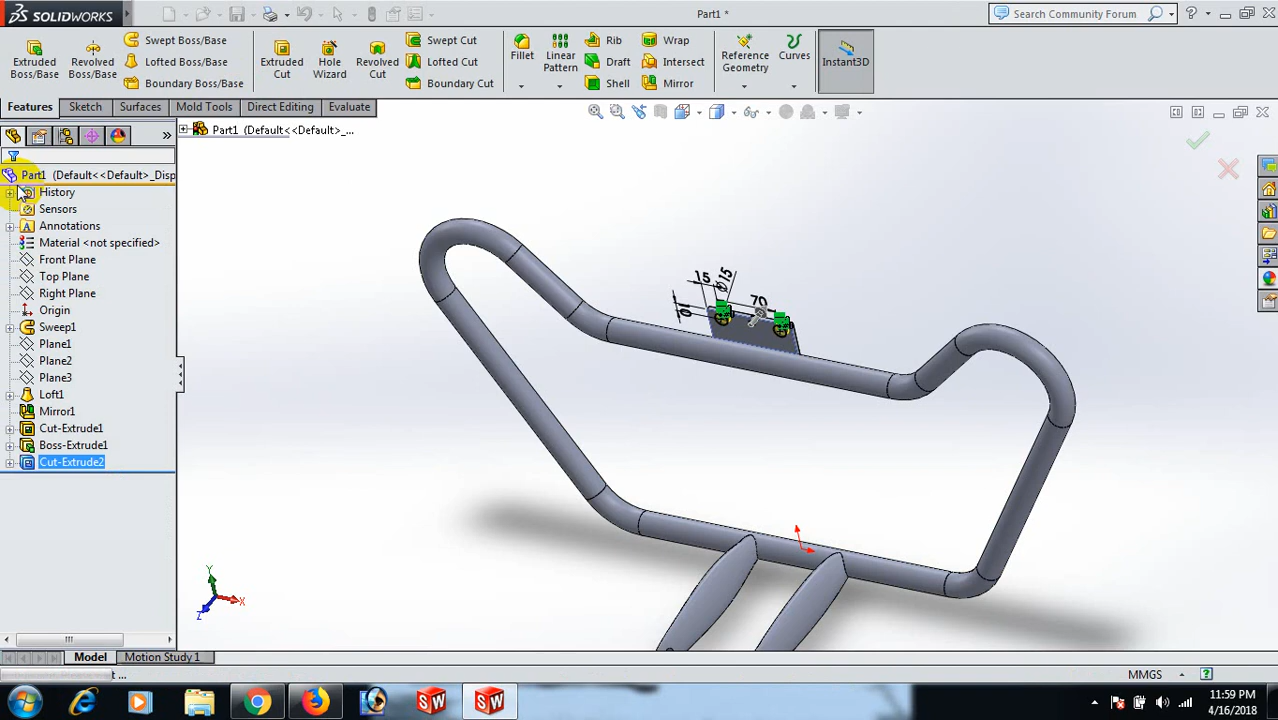 SOLIDWORKS
Part1 *
Search Community Forum
Extruded Boss/Base
Revolved Boss/Base
Swept Boss/Base
Lofted Boss/Base
Boundary Boss/Base
Extruded Cut
Hole Wizard
Revolved Cut
Swept Cut
Lofted Cut
Boundary Cut
Fillet
Linear Pattern
Rib
Draft
Shell
Wrap
Intersect
Mirror
Reference Geometry
Curves
Instant3D
Features
Sketch
Surfaces
Mold Tools
Direct Editing
Evaluate
Part1 (Default<<Default>_...
Part1 (Default<<Default>_Disp
History
Sensors
Annotations
Material <not specified>
Front Plane
Top Plane
Right Plane
Origin
Sweep1
Plane1
Plane2
Plane3
Loft1
Mirror1
Cut-Extrude1
Boss-Extrude1
Cut-Extrude2
15
Ø15
70
10
Y
X
Z
Model
Motion Study 1
MMGS
11:59 PM
4/16/2018